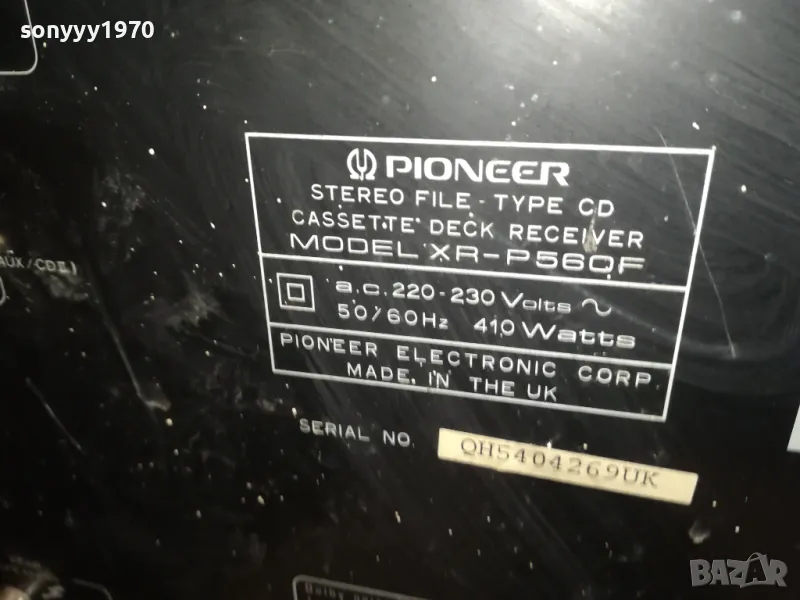 sonyyy1970
PIONEER
STEREO FILE - TYPE CD
CASSETTE DECK RECEIVER
MODEL XR-P560F
AUX/CD
a.c. 220-230 Volts ~
50/60Hz 410 Watts
PIONEER ELECTRONIC CORP.
MADE IN THE UK
SERIAL NO.
QH5404269UK
BAZAR